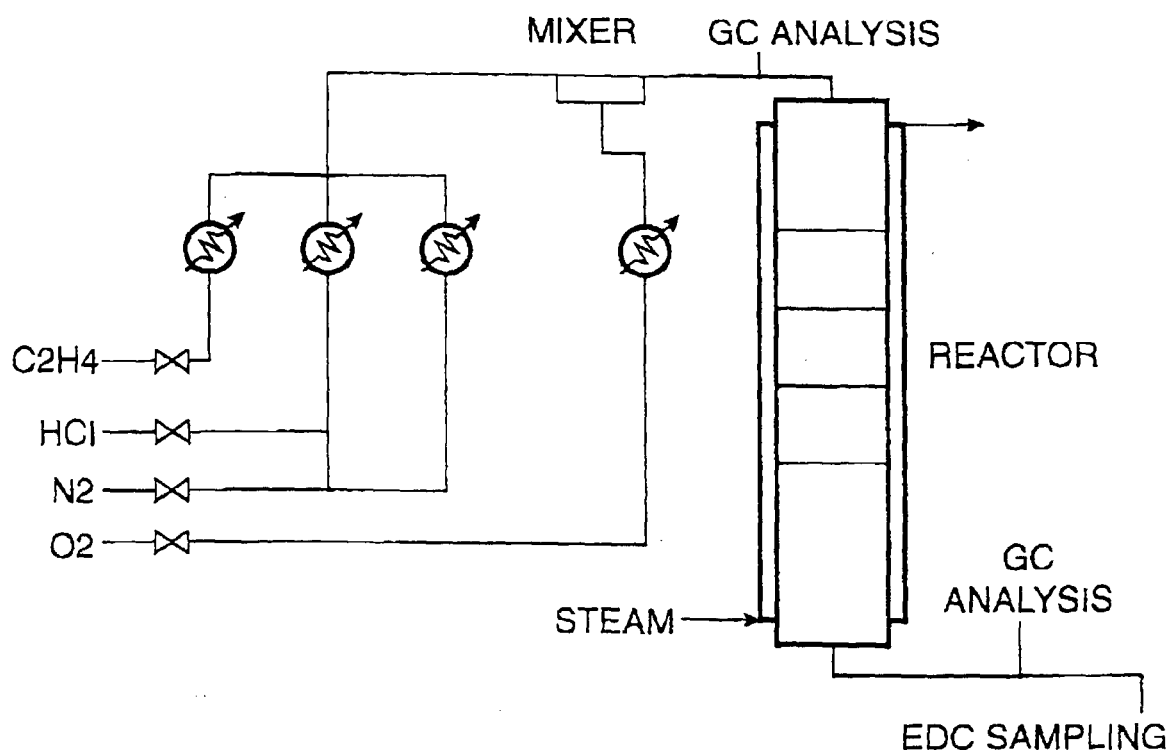 MIXER
GC ANALYSIS
C2H4
HCl
REACTOR
N2
O2
GC
ANALYSIS
STEAM
EDC SAMPLING